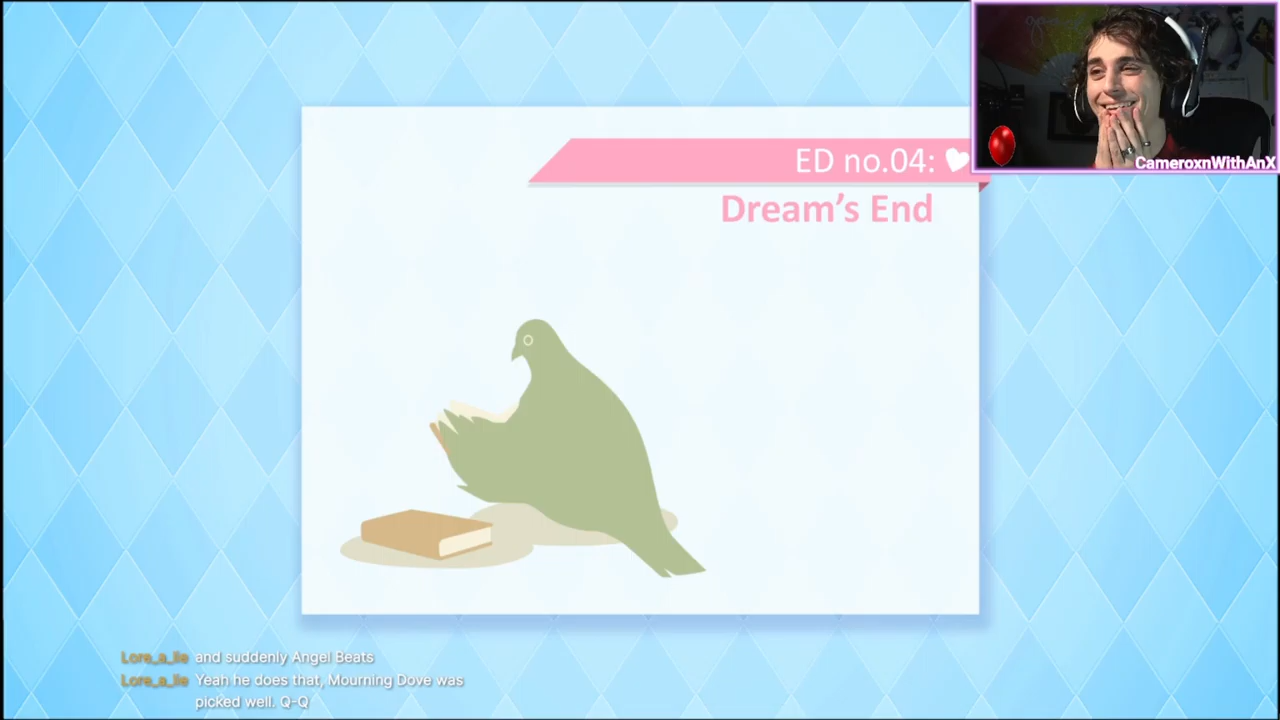 ED no.04:
Dream's End
CameroxnWithAnX
Lore_a_lie and suddenly Angel Beats
Lore_a_lie Yeah he does that, Mourning Dove was
picked well. Q-Q